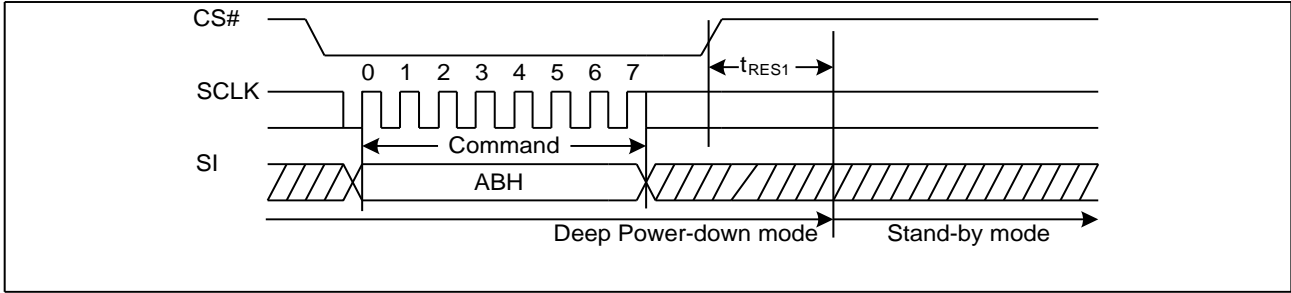 CS#
tRES1
0 1 2 3 4 5 6 7
SCLK
Command
SI
ABH
Deep Power-down mode Stand-by mode